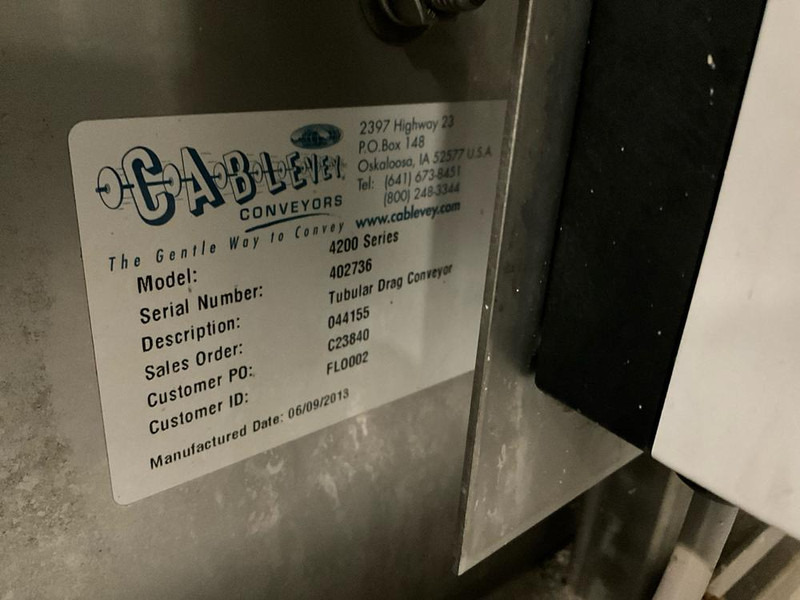 CABLEVEY
CONVEYORS
The Gentle Way to Convey
2397 Highway 23
P.O.Box 148
Oskaloosa, IA 52577 U.S.A.
Tel: (641) 673-8451
(800) 248-3344
www.cablevey.com
Model: 4200 Series
Serial Number: 402736
Description: Tubular Drag Conveyor
Sales Order: 044155
Customer PO: C23840
Customer ID: FLO002
Manufactured Date: 06/09/2013